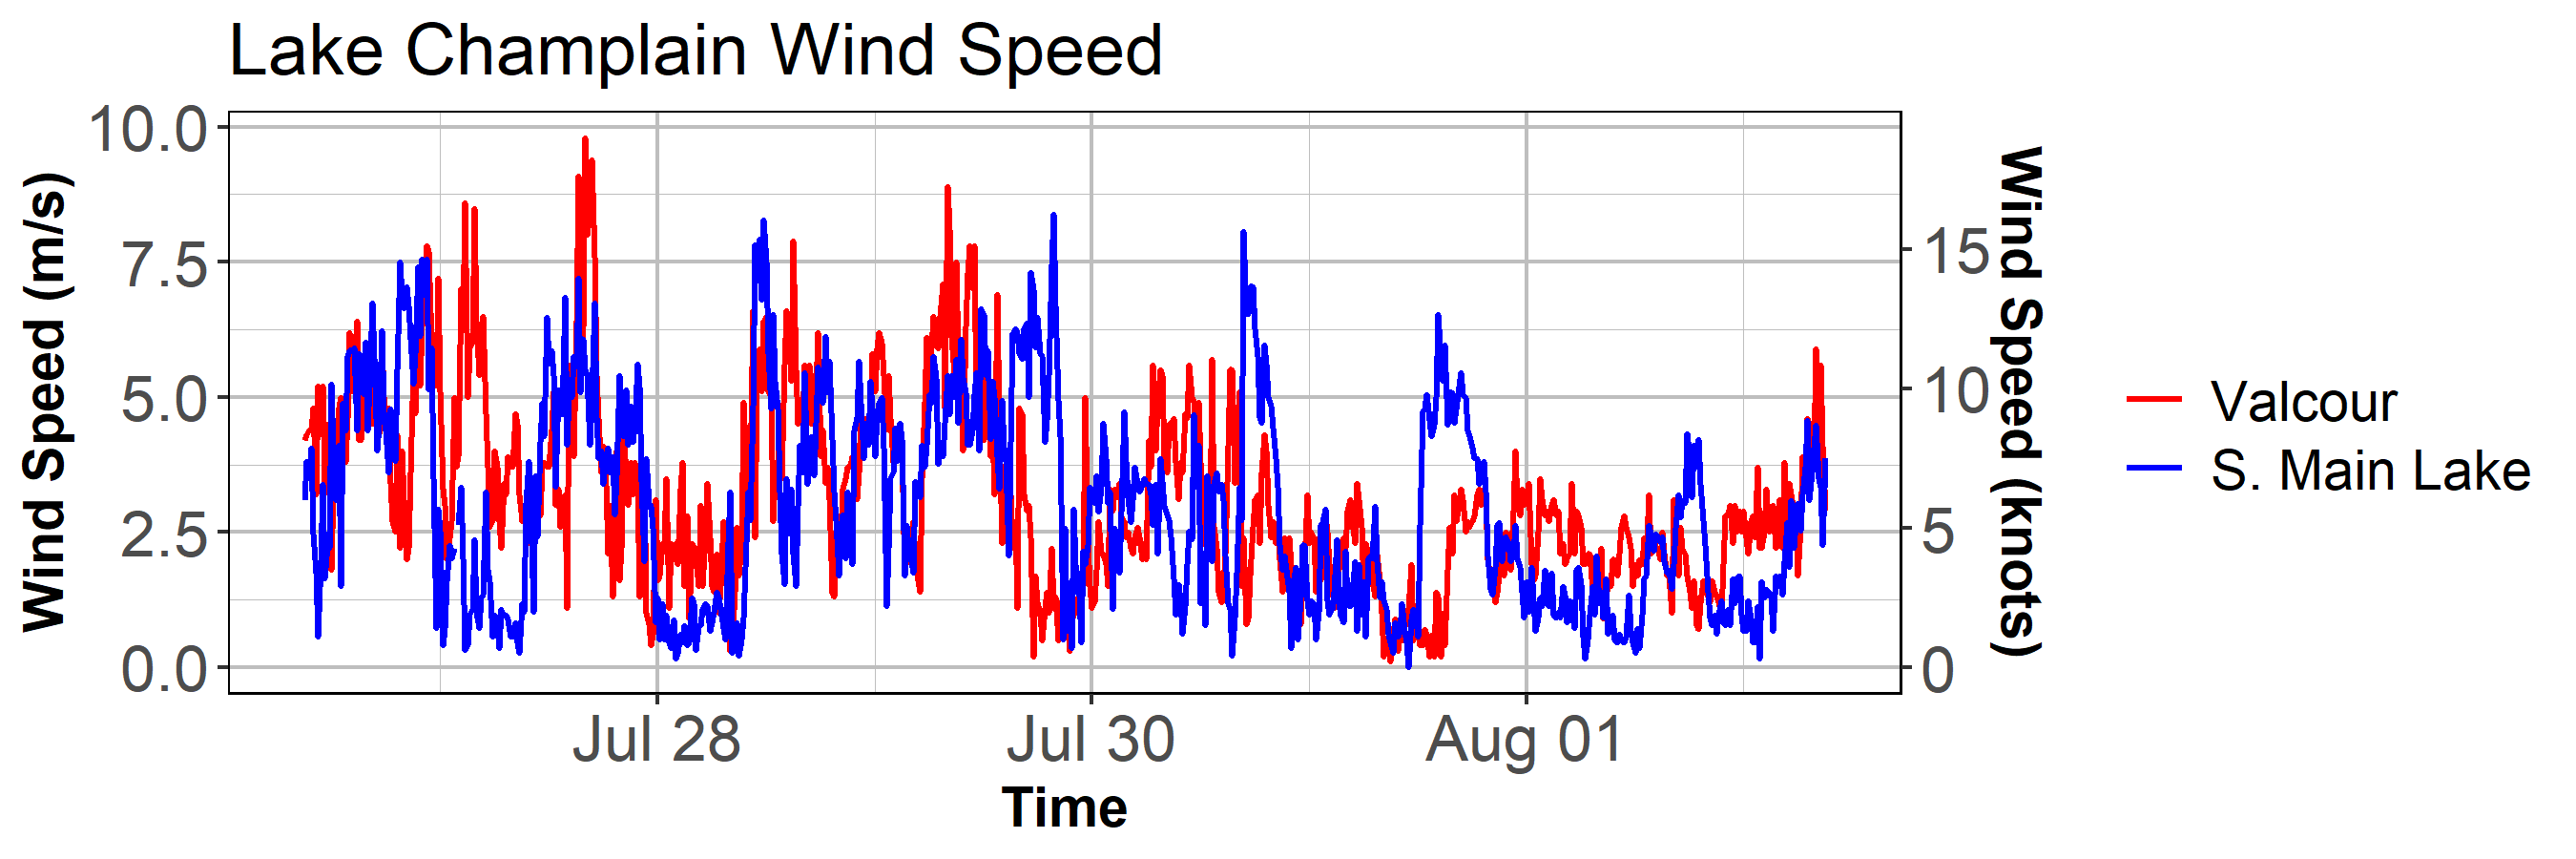 Lake Champlain Wind Speed
Wind Speed (m/s)
10.0
7.5
5.0
2.5
0.0
Wind Speed (knots)
15
10
5
0
Jul 28
Jul 30
Aug 01
Time
Valcour
S. Main Lake